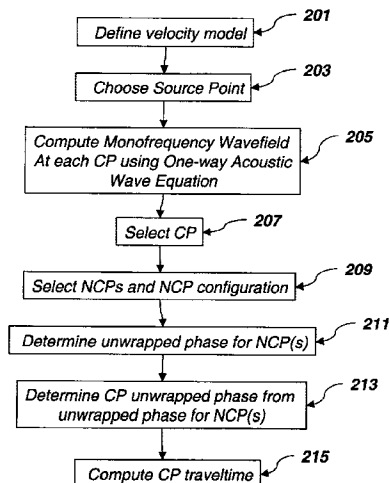 201
Define velocity model
203
Choose Source Point
205
Compute Monofrequency Wavefield
At each CP using One-way Acoustic
Wave Equation
207
Select CP
209
Select NCPs and NCP configuration
211
Determine unwrapped phase for NCP(s)
213
Determine CP unwrapped phase from
unwrapped phase for NCP(s)
215
Compute CP traveltime